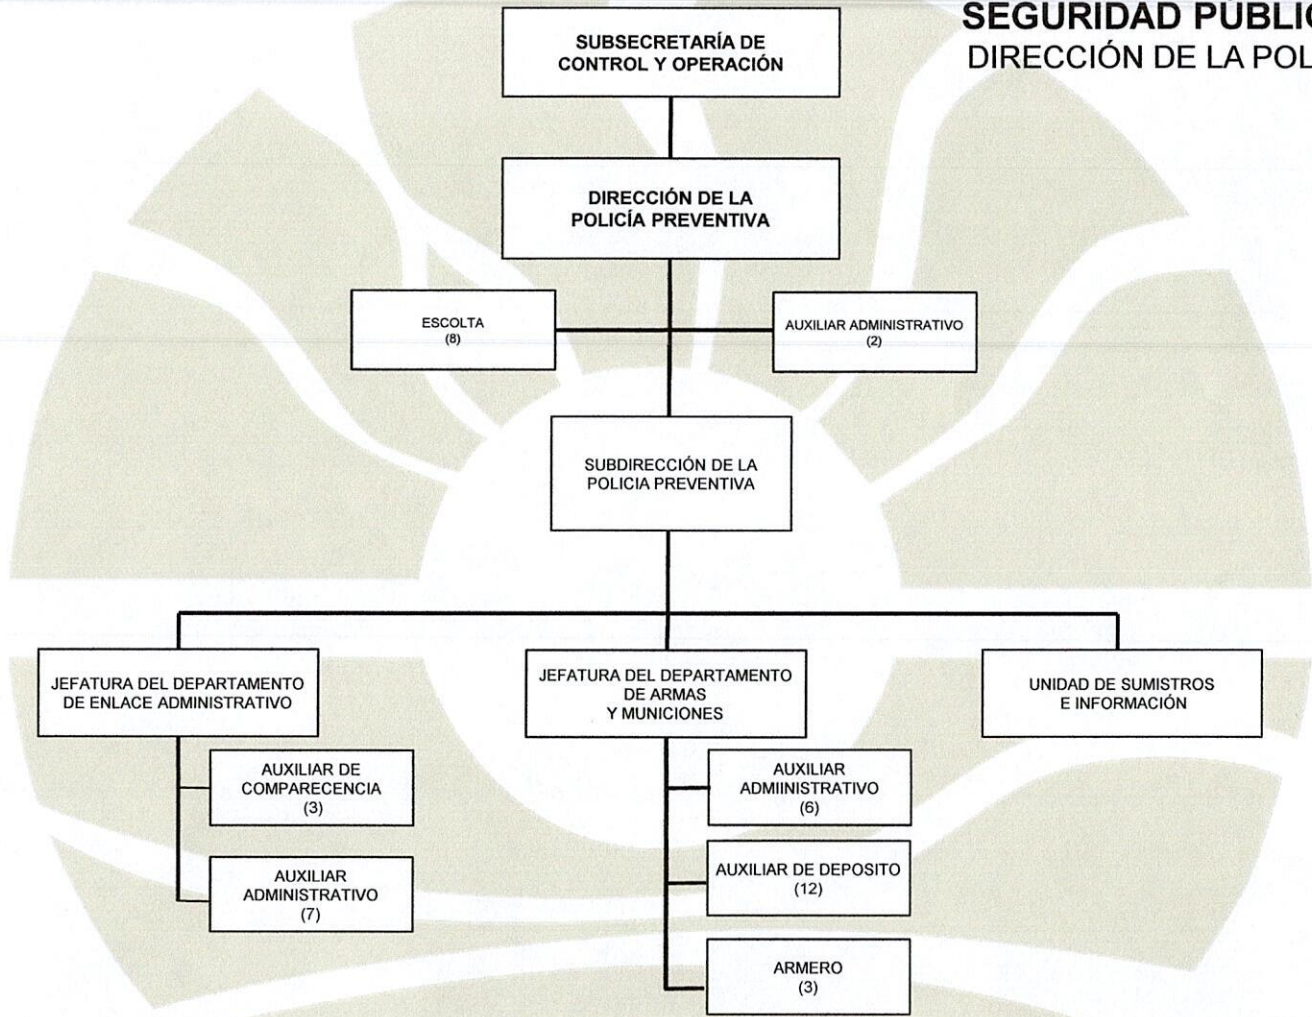 SEGURIDAD PÚBLIC
DIRECCIÓN DE LA POL
SUBSECRETARÍA DE
CONTROL Y OPERACIÓN
DIRECCIÓN DE LA
POLICÍA PREVENTIVA
ESCOLTA
(8)
AUXILIAR ADMINISTRATIVO
(2)
SUBDIRECCIÓN DE LA
POLICIA PREVENTIVA
JEFATURA DEL DEPARTAMENTO
DE ENLACE ADMINISTRATIVO
JEFATURA DEL DEPARTAMENTO
DE ARMAS
Y MUNICIONES
UNIDAD DE SUMISTROS
E INFORMACIÓN
AUXILIAR DE
COMPARECENCIA
(3)
AUXILIAR
ADMINISTRATIVO
(7)
AUXILIAR
ADMIINISTRATIVO
(6)
AUXILIAR DE DEPOSITO
(12)
ARMERO
(3)